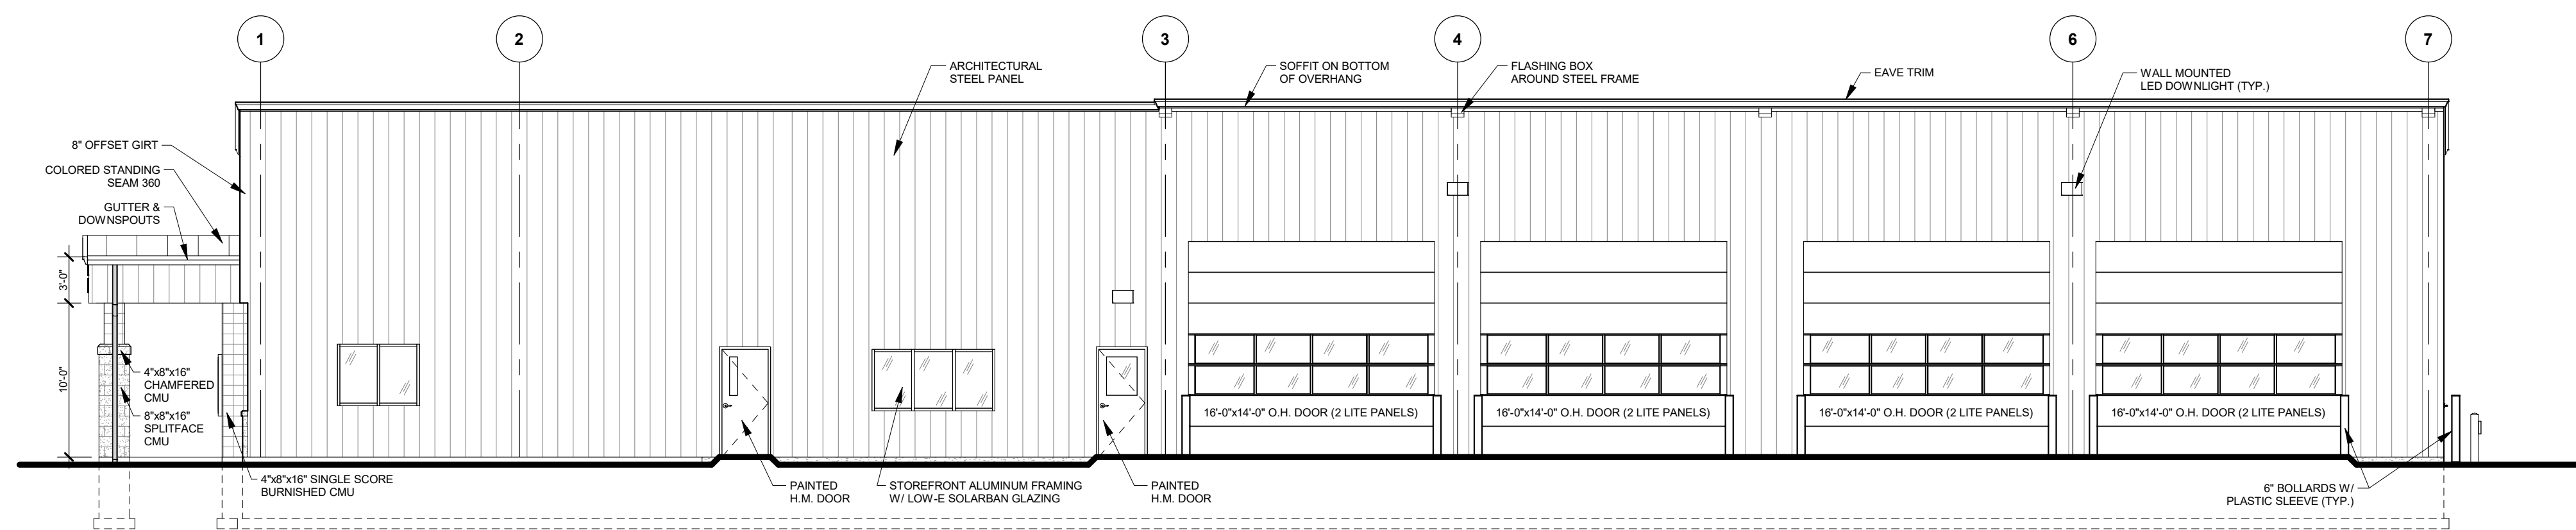 1
2
3
4
6
7
ARCHITECTURAL
STEEL PANEL
SOFFIT ON BOTTOM
OF OVERHANG
FLASHING BOX
AROUND STEEL FRAME
EAVE TRIM
WALL MOUNTED
LED DOWNLIGHT (TYP.)
8" OFFSET GIRT
COLORED STANDING
SEAM 360
GUTTER &
DOWNSPOUTS
3'-0"
10'-0"
4"x8"x16"
CHAMFERED
CMU
8"x8"x16"
SPLITFACE
CMU
16'-0"x14'-0" O.H. DOOR (2 LITE PANELS)
16'-0"x14'-0" O.H. DOOR (2 LITE PANELS)
16'-0"x14'-0" O.H. DOOR (2 LITE PANELS)
16'-0"x14'-0" O.H. DOOR (2 LITE PANELS)
4"x8"x16" SINGLE SCORE
BURNISHED CMU
PAINTED
H.M. DOOR
STOREFRONT ALUMINUM FRAMING
W/ LOW-E SOLARBAN GLAZING
PAINTED
H.M. DOOR
6" BOLLARDS W/
PLASTIC SLEEVE (TYP.)